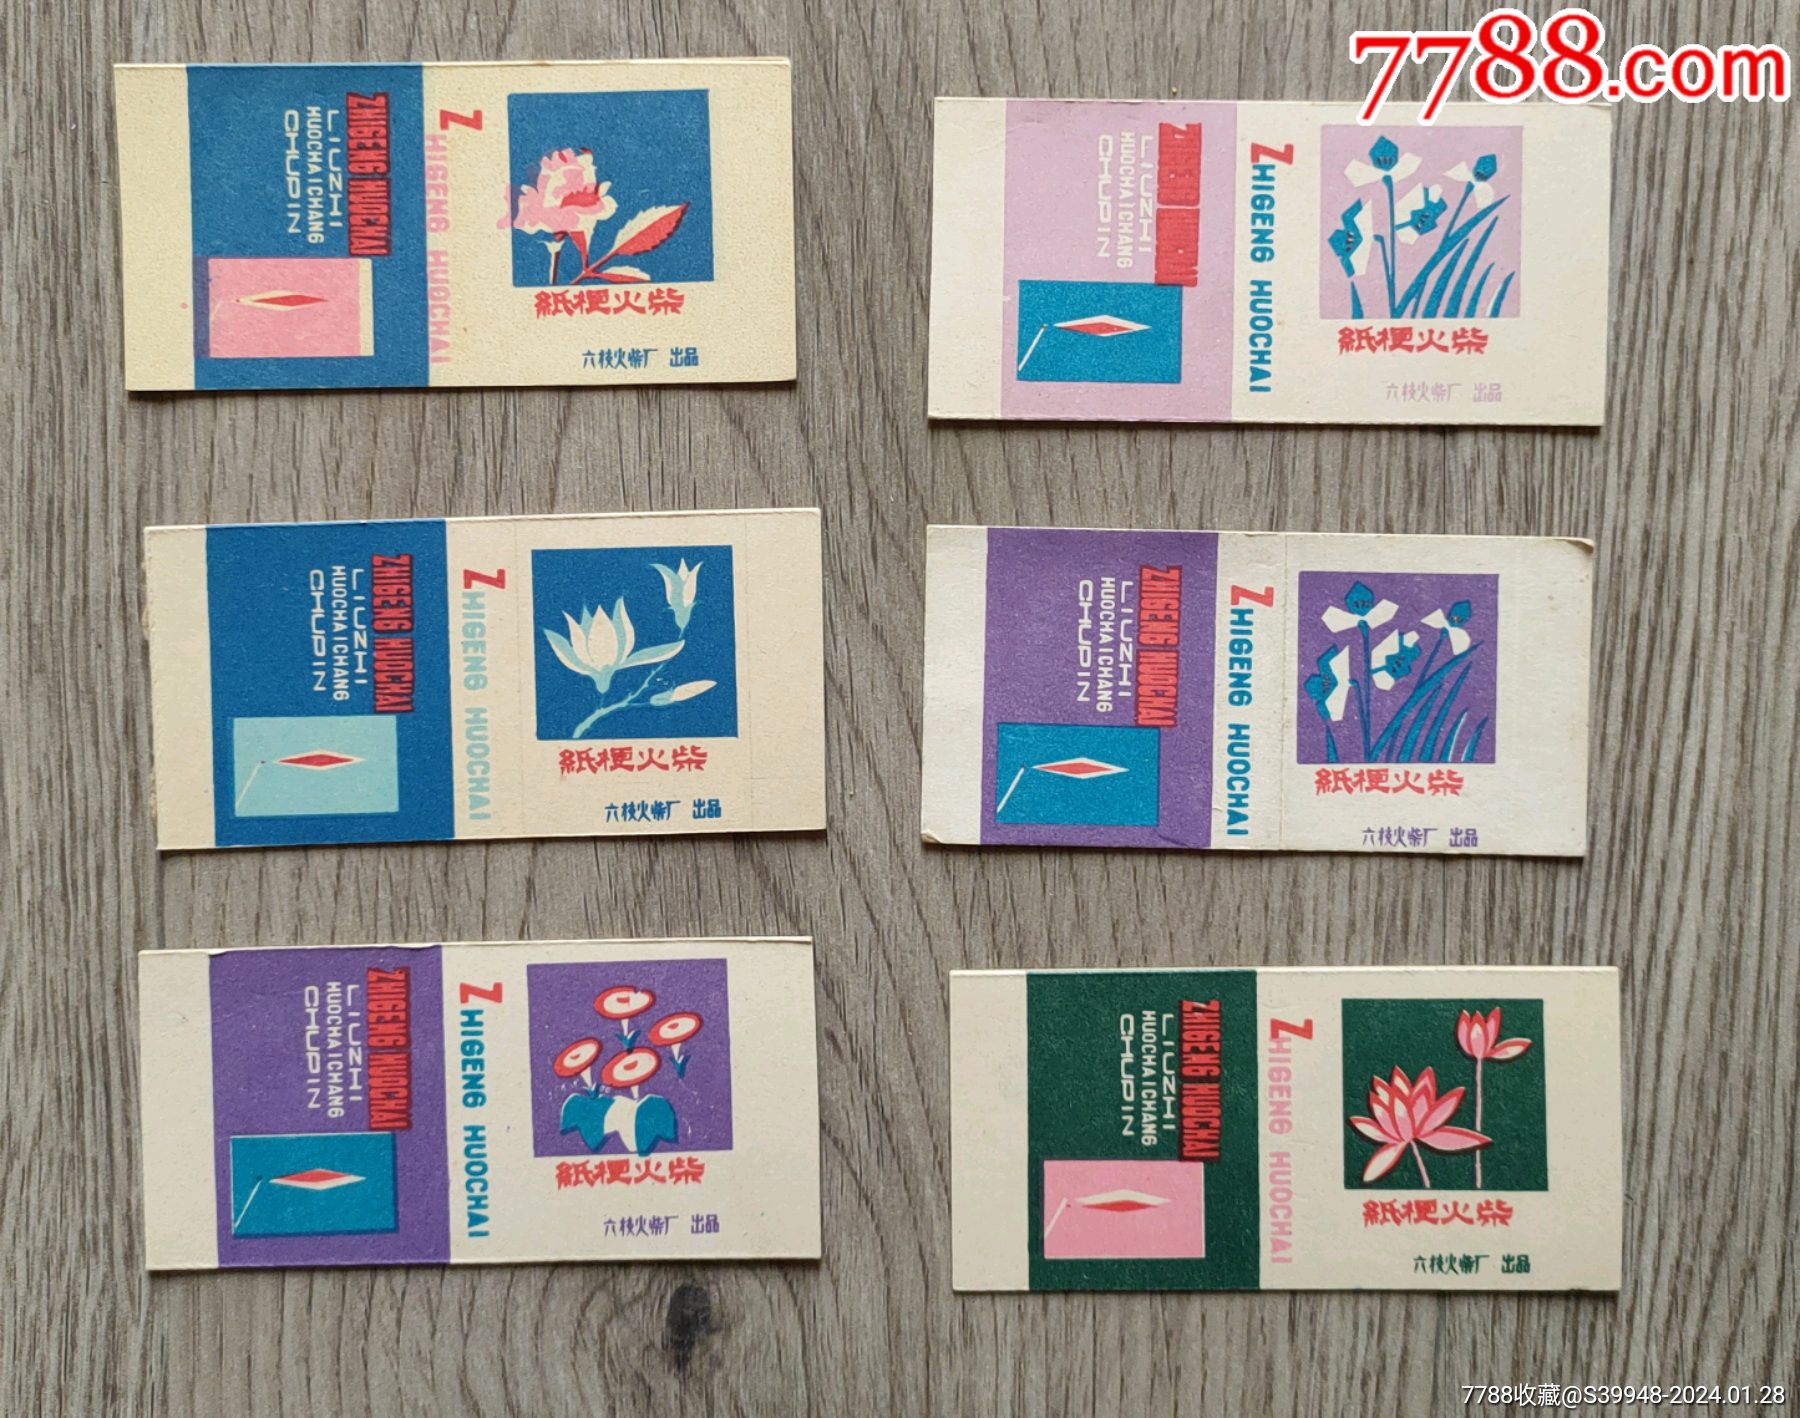 7788.com
ZHIGENG HUOCHAI
LIUZHI
HUOCHAICHANG
CHUPIN
ZHIGENG HUOCHAI
紙梗火柴
六枝火柴厂 出品
ZHIGENG HUOCHAI
LIUZHI
HUOCHAICHANG
CHUPIN
ZHIGENG HUOCHAI
紙梗火柴
六枝火柴厂 出品
ZHIGENG HUOCHAI
LIUZHI
HUOCHAICHANG
CHUPIN
ZHIGENG HUOCHAI
紙梗火柴
六枝火柴厂 出品
ZHIGENG HUOCHAI
LIUZHI
HUOCHAICHANG
CHUPIN
ZHIGENG HUOCHAI
紙梗火柴
六枝火柴厂 出品
ZHIGENG HUOCHAI
LIUZHI
HUOCHAICHANG
CHUPIN
ZHIGENG HUOCHAI
紙梗火柴
六枝火柴厂 出品
ZHIGENG HUOCHAI
LIUZHI
HUOCHAICHANG
CHUPIN
ZHIGENG HUOCHAI
紙梗火柴
六枝火柴厂 出品
7788收藏@S39948-2024.01.28